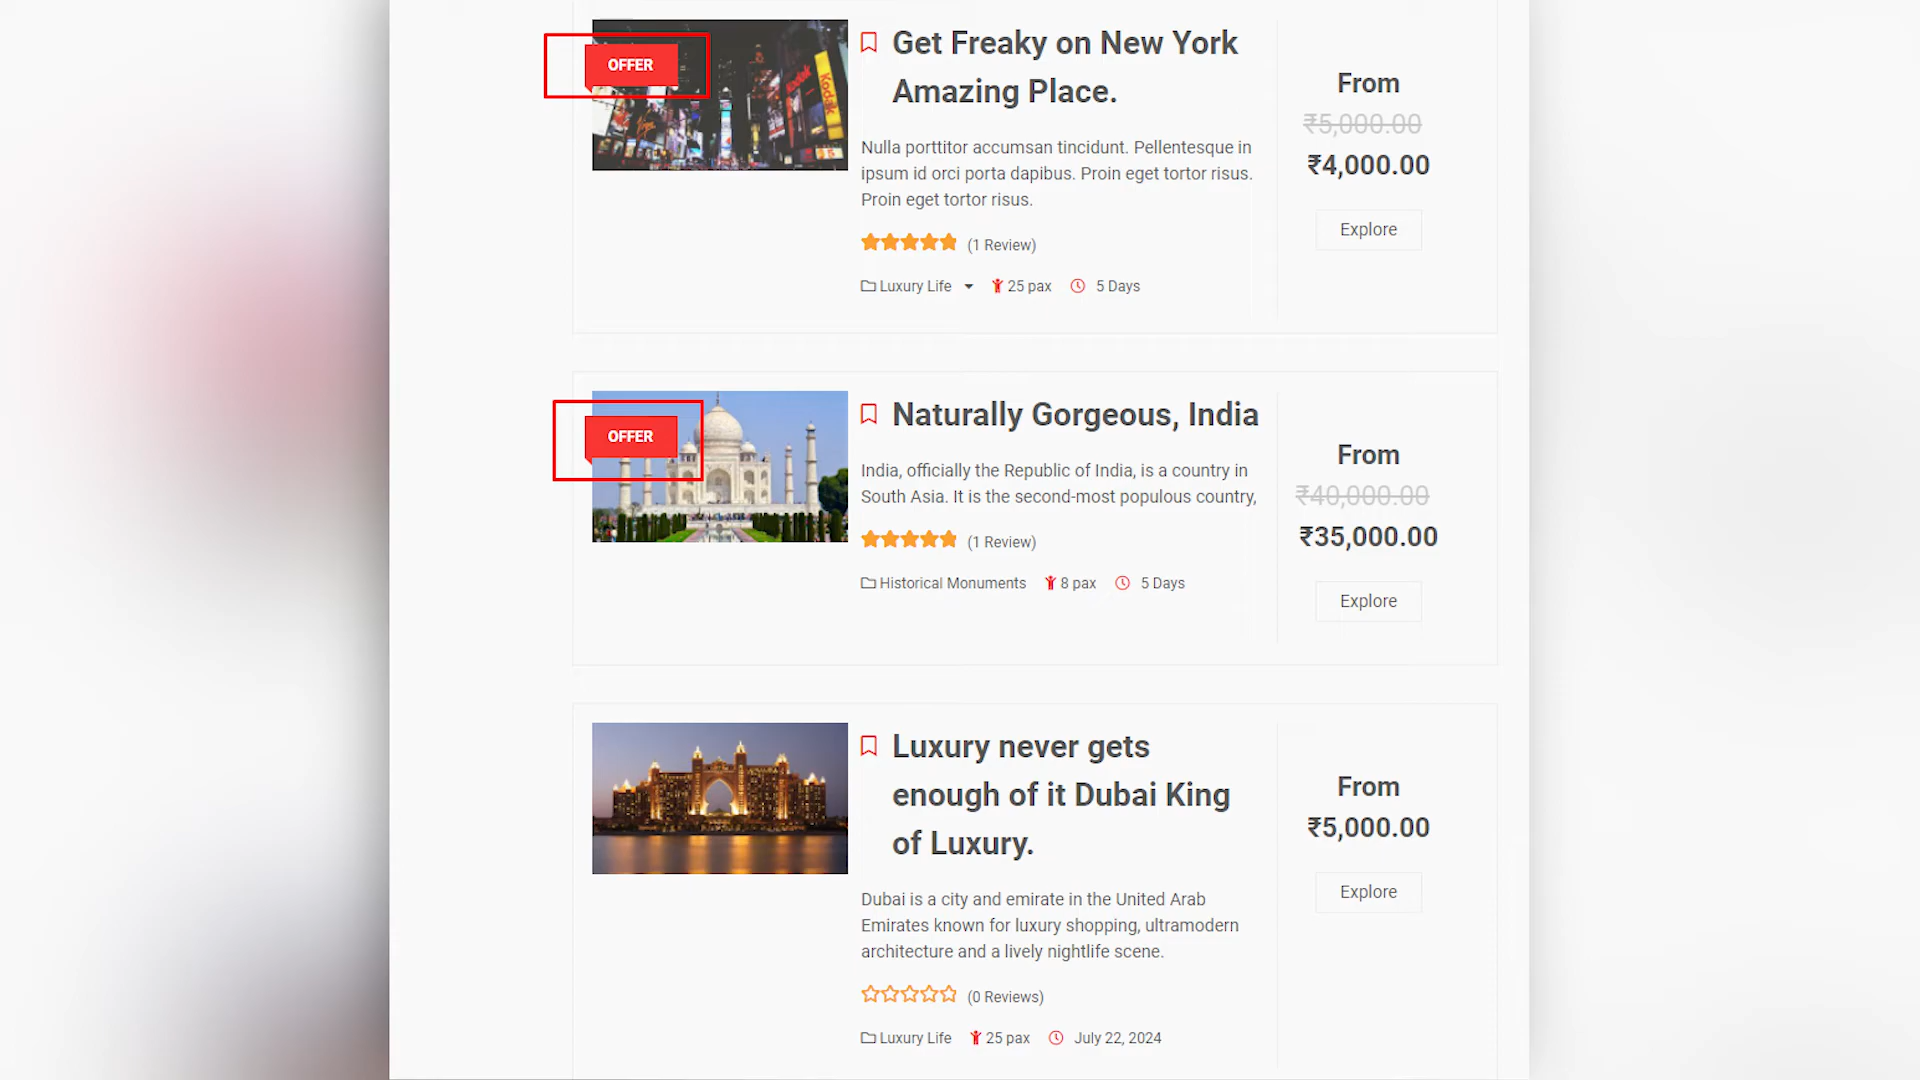 OFFER
Kodak
Kodak
Virgin
Get Freaky on New York
Amazing Place.
Nulla porttitor accumsan tincidunt. Pellentesque in
ipsum id orci porta dapibus. Proin eget tortor risus.
Proin eget tortor risus.
(1 Review)
Luxury Life
25 pax
5 Days
From
₹5,000.00
₹4,000.00
Explore
OFFER
Naturally Gorgeous, India
India, officially the Republic of India, is a country in
South Asia. It is the second-most populous country,
(1 Review)
Historical Monuments
8 pax
5 Days
From
₹40,000.00
₹35,000.00
Explore
Luxury never gets
enough of it Dubai King
of Luxury.
Dubai is a city and emirate in the United Arab
Emirates known for luxury shopping, ultramodern
architecture and a lively nightlife scene.
(0 Reviews)
Luxury Life
25 pax
July 22, 2024
From
₹5,000.00
Explore